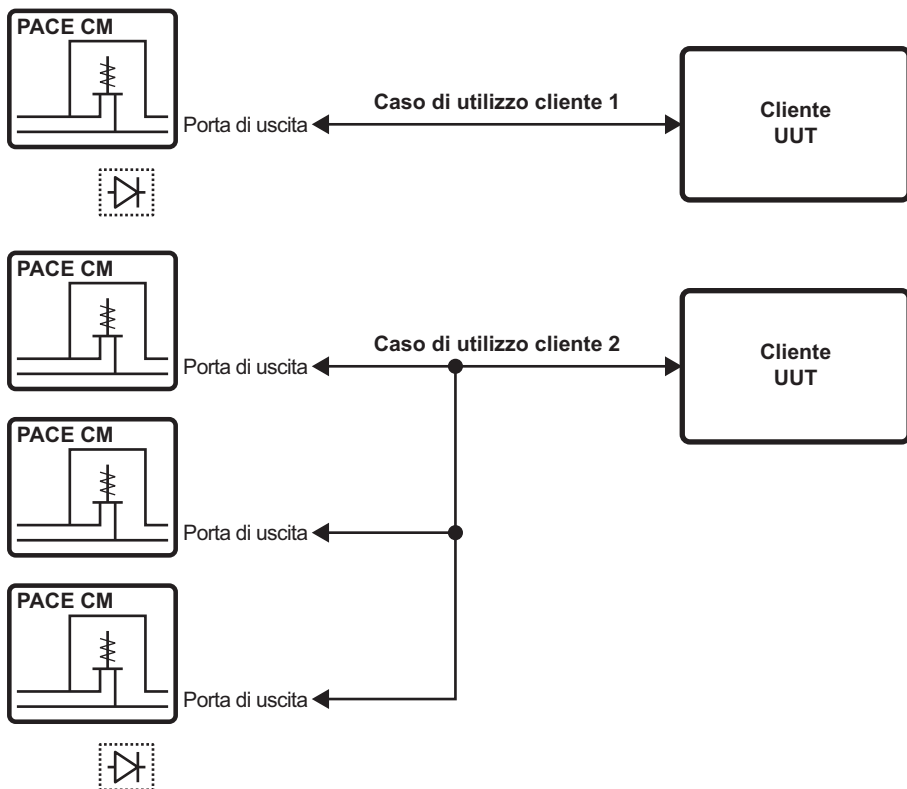 PACE CM
Porta di uscita
Caso di utilizzo cliente 1
Cliente
UUT
PACE CM
Porta di uscita
Caso di utilizzo cliente 2
Cliente
UUT
PACE CM
Porta di uscita
PACE CM
Porta di uscita